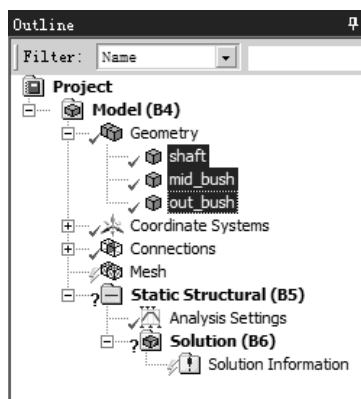 Outline
Filter: Name
Project
Model (B4)
Geometry
shaft
mid_bush
out_bush
Coordinate Systems
Connections
Mesh
Static Structural (B5)
Analysis Settings
Solution (B6)
Solution Information